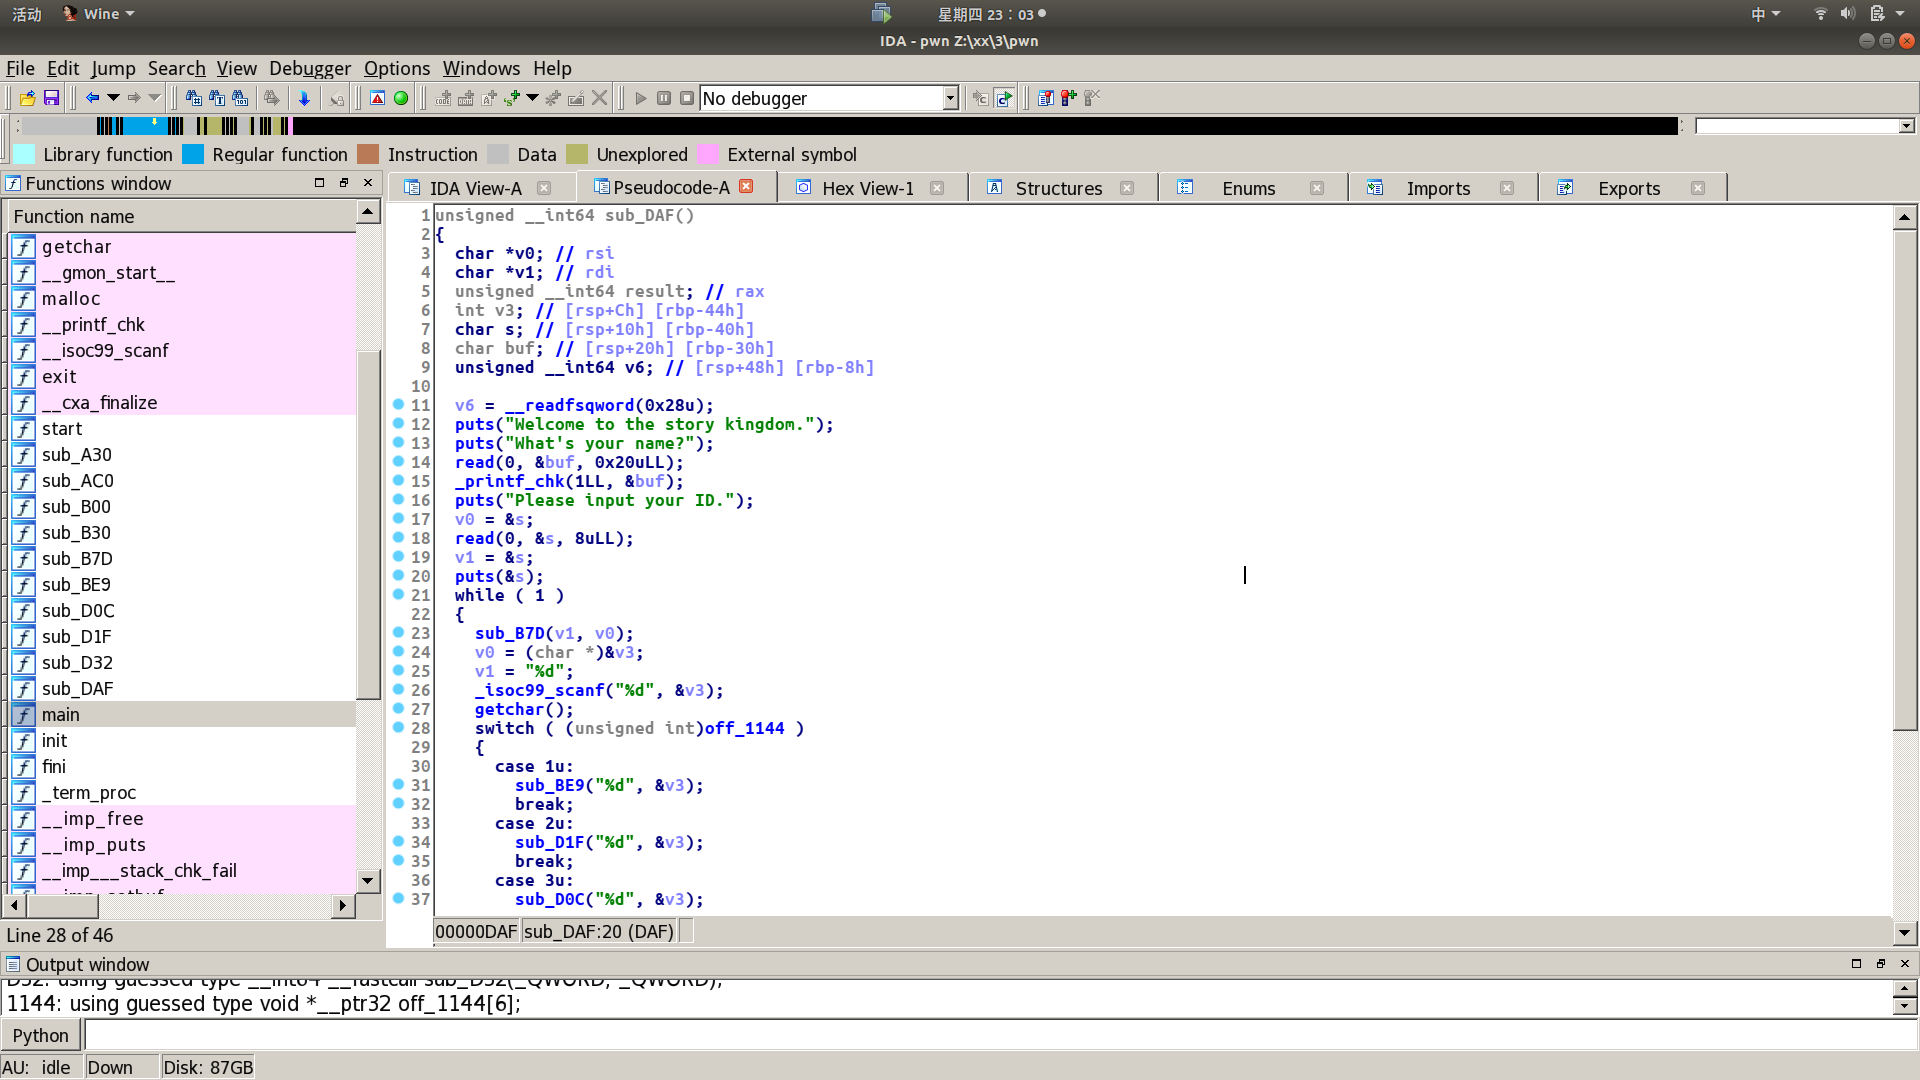 活动 Wine 星期四 23：03 中
IDA - pwn Z:\xx\3\pwn
File Edit Jump Search View Debugger Options Windows Help
No debugger
Library function Regular function Instruction Data Unexplored External symbol
Functions window
Function name
getchar
__gmon_start__
malloc
__printf_chk
__isoc99_scanf
exit
__cxa_finalize
start
sub_A30
sub_AC0
sub_B00
sub_B30
sub_B7D
sub_BE9
sub_D0C
sub_D1F
sub_D32
sub_DAF
main
init
fini
_term_proc
__imp_free
__imp_puts
__imp___stack_chk_fail
Line 28 of 46
IDA View-A Pseudocode-A Hex View-1 Structures Enums Imports Exports
1 unsigned __int64 sub_DAF()
2 {
3 char *v0; // rsi
4 char *v1; // rdi
5 unsigned __int64 result; // rax
6 int v3; // [rsp+Ch] [rbp-44h]
7 char s; // [rsp+10h] [rbp-40h]
8 char buf; // [rsp+20h] [rbp-30h]
9 unsigned __int64 v6; // [rsp+48h] [rbp-8h]
10
11 v6 = __readfsqword(0x28u);
12 puts("Welcome to the story kingdom.");
13 puts("What's your name?");
14 read(0, &buf, 0x20uLL);
15 _printf_chk(1LL, &buf);
16 puts("Please input your ID.");
17 v0 = &s;
18 read(0, &s, 8uLL);
19 v1 = &s;
20 puts(&s);
21 while ( 1 )
22 {
23 sub_B7D(v1, v0);
24 v0 = (char *)&v3;
25 v1 = "%d";
26 _isoc99_scanf("%d", &v3);
27 getchar();
28 switch ( (unsigned int)off_1144 )
29 {
30 case 1u:
31 sub_BE9("%d", &v3);
32 break;
33 case 2u:
34 sub_D1F("%d", &v3);
35 break;
36 case 3u:
37 sub_D0C("%d", &v3);
00000DAF sub_DAF:20 (DAF)
Output window
D32: using guessed type __int64 __fastcall sub_D32(_QWORD, _QWORD);
1144: using guessed type void *__ptr32 off_1144[6];
Python
AU: idle Down Disk: 87GB